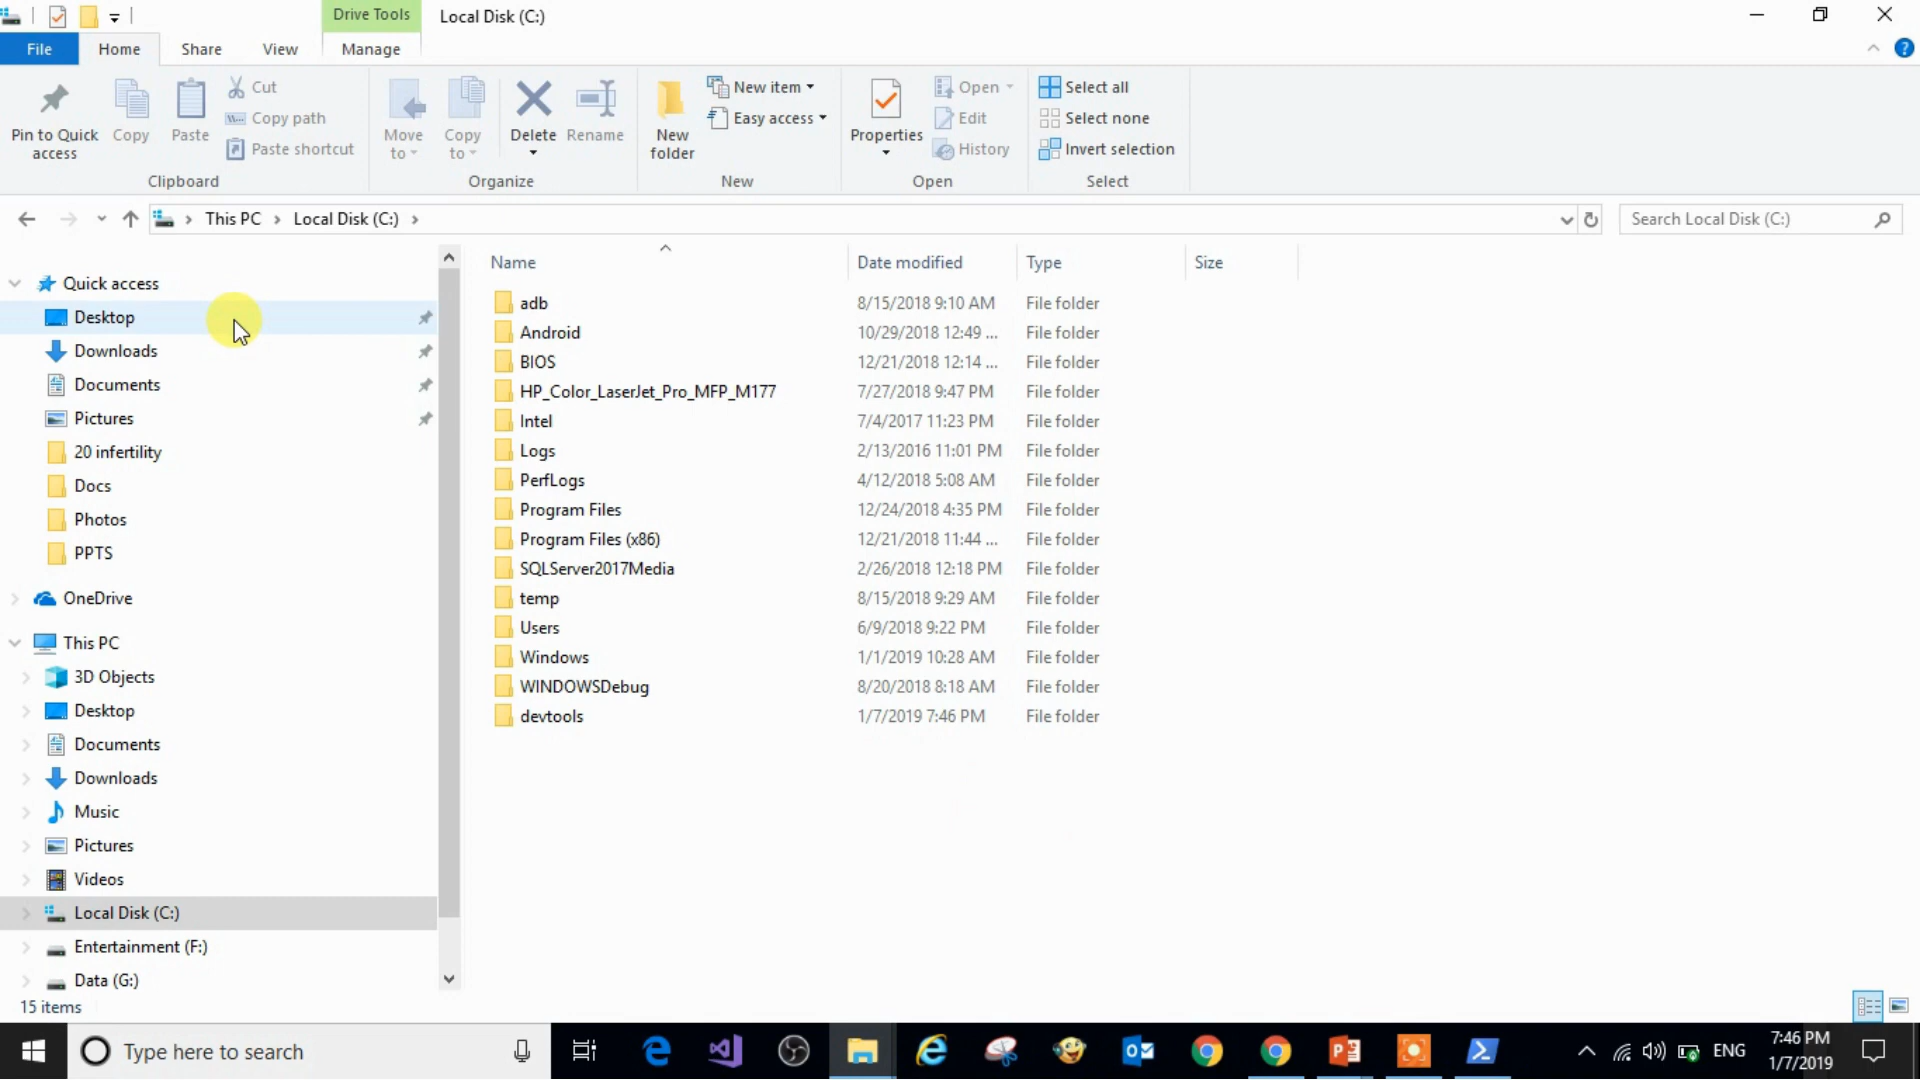 Drive Tools
Local Disk (C:)
File
Home
Share
View
Manage
Pin to Quick access
Copy
Paste
Cut
Copy path
Paste shortcut
Clipboard
Move to
Copy to
Delete
Rename
Organize
New folder
New item
Easy access
New
Properties
Open
Edit
History
Open
Select all
Select none
Invert selection
Select
This PC > Local Disk (C:) >
Search Local Disk (C:)
Quick access
Desktop
Downloads
Documents
Pictures
20 infertility
Docs
Photos
PPTS
OneDrive
This PC
3D Objects
Desktop
Documents
Downloads
Music
Pictures
Videos
Local Disk (C:)
Entertainment (F:)
Data (G:)
Name Date modified Type Size
adb 8/15/2018 9:10 AM File folder
Android 10/29/2018 12:49 ... File folder
BIOS 12/21/2018 12:14 ... File folder
HP_Color_LaserJet_Pro_MFP_M177 7/27/2018 9:47 PM File folder
Intel 7/4/2017 11:23 PM File folder
Logs 2/13/2016 11:01 PM File folder
PerfLogs 4/12/2018 5:08 AM File folder
Program Files 12/24/2018 4:35 PM File folder
Program Files (x86) 12/21/2018 11:44 ... File folder
SQLServer2017Media 2/26/2018 12:18 PM File folder
temp 8/15/2018 9:29 AM File folder
Users 6/9/2018 9:22 PM File folder
Windows 1/1/2019 10:28 AM File folder
WINDOWSDebug 8/20/2018 8:18 AM File folder
devtools 1/7/2019 7:46 PM File folder
15 items
Type here to search
ENG
7:46 PM
1/7/2019